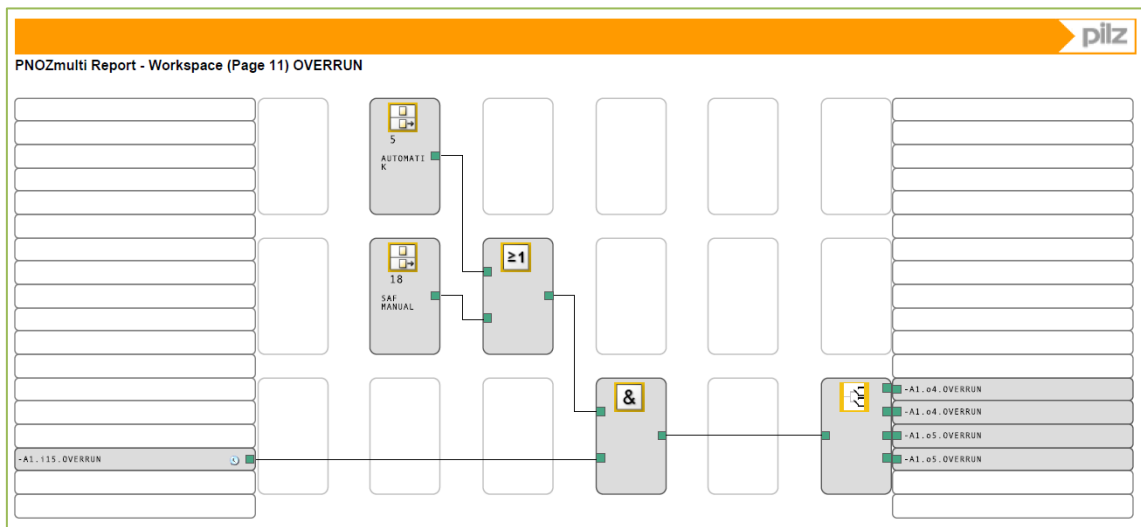 pilz
PNOZmulti Report - Workspace (Page 11) OVERRUN
5
AUTOMATI
K
18
SAF
MANUAL
≥1
&
-A1.o4.OVERRUN
-A1.o4.OVERRUN
-A1.o5.OVERRUN
-A1.i15.OVERRUN
-A1.o5.OVERRUN